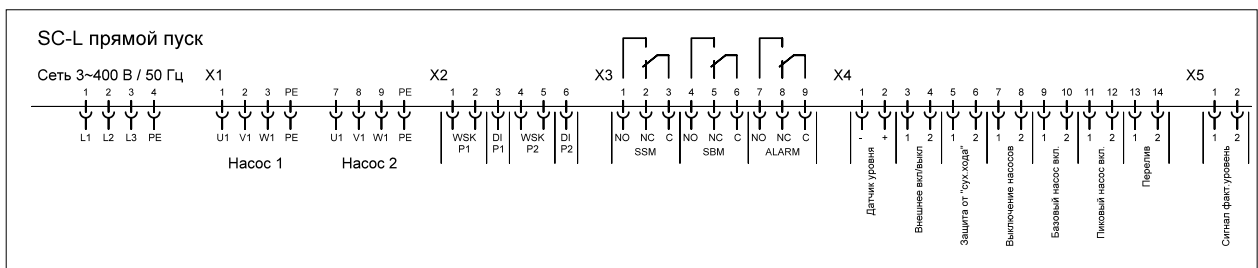 SC-L прямой пуск
Сеть 3~400 В / 50 Гц X1 X2 X3 X4 X5
1 2 3 4 1 2 3 PE 7 8 9 PE 1 2 3 4 5 6 1 2 3 4 5 6 7 8 9 1 2 3 4 5 6 7 8 9 10 11 12 13 14 1 2
L1 L2 L3 PE U1 V1 W1 PE U1 V1 W1 PE WSK P1 DI P1 WSK P2 DI P2 NO NC C NO NC C NO NC C - + 1 2 1 2 1 2 1 2 1 2 1 2 1 2
Насос 1 Насос 2 SSM SBM ALARM
Датчик уровня
Внешнее вкл/выкл
Защита от "сух.хода"
Выключение насосов
Базовый насос вкл.
Пиковый насос вкл.
Перелив
Сигнал факт.уровень